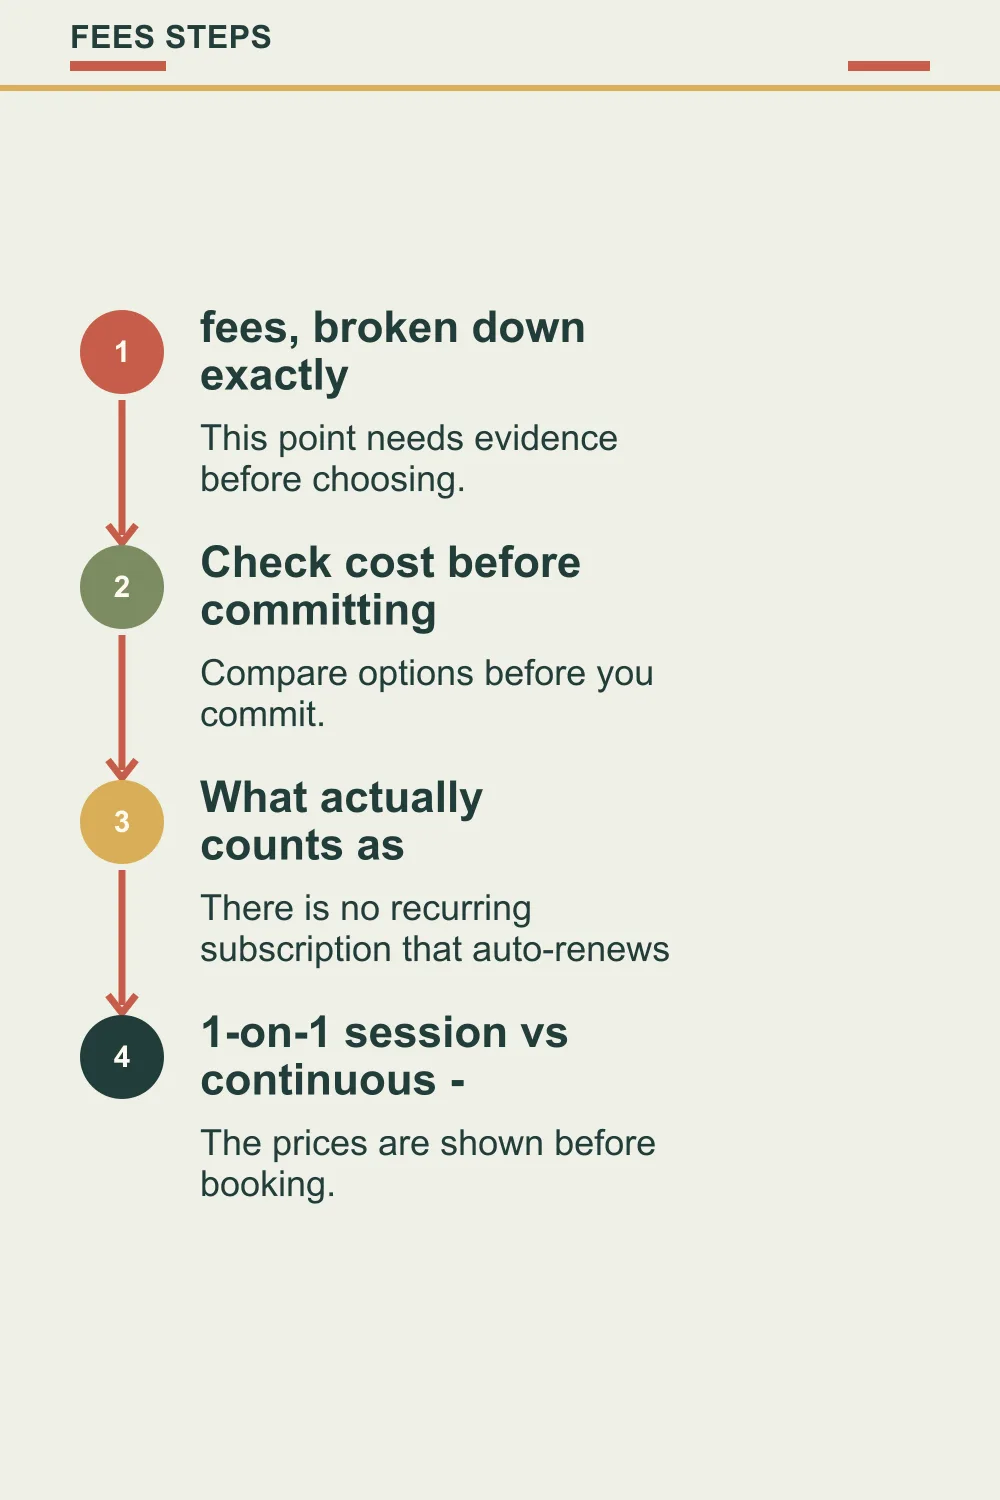 FEES STEPS
1
fees, broken down
exactly
This point needs evidence
before choosing.
2
Check cost before
committing
Compare options before you
commit.
3
What actually
counts as
There is no recurring
subscription that auto-renews
4
1-on-1 session vs
continuous -
The prices are shown before
booking.